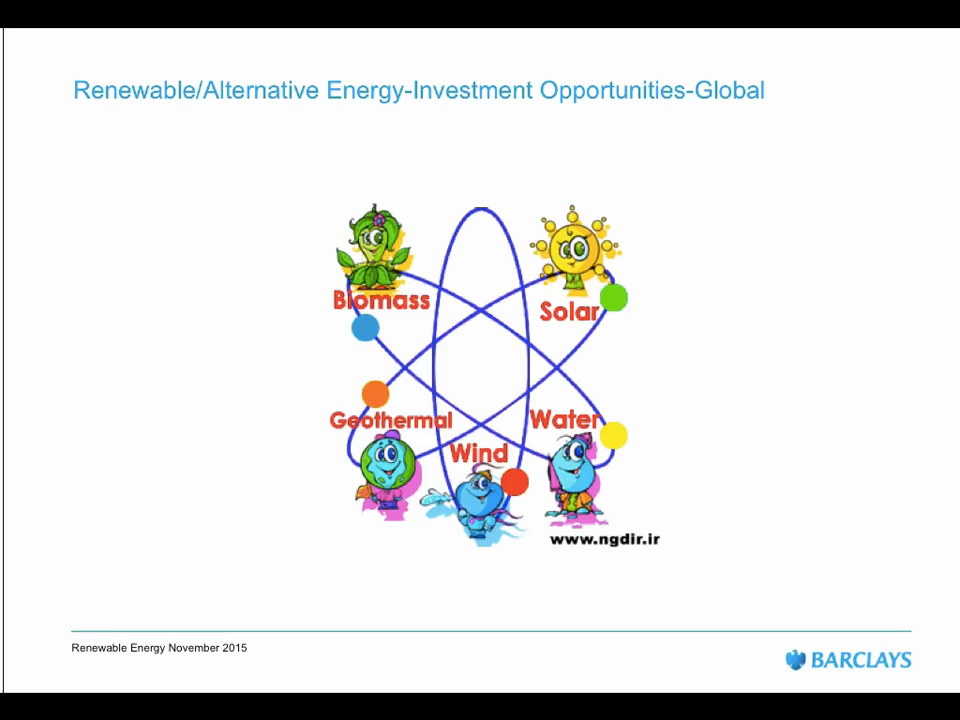 Renewable/Alternative Energy-Investment Opportunities-Global
Biomass
Solar
Geothermal
Water
Wind
www.ngdir.ir
Renewable Energy November 2015
BARCLAYS